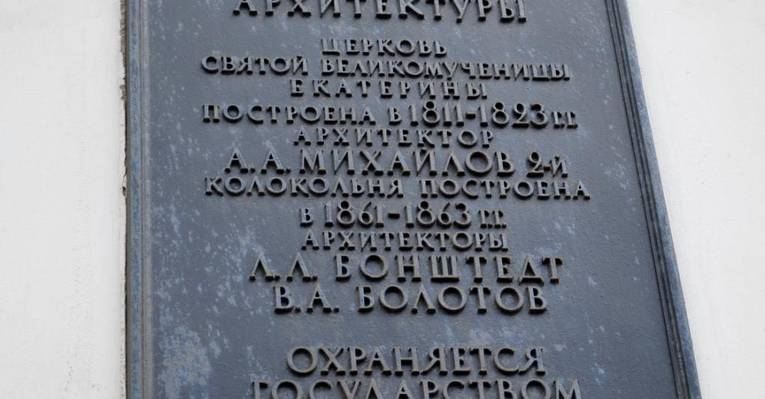 АРХИТЕКТУРЫ
ЦЕРКОВЬ
СВЯТОЙ ВЕЛИКОМУЧЕНИЦЫ
ЕКАТЕРИНЫ
ПОСТРОЕНА В 1811-1823 гг.
АРХИТЕКТОР
А.А. МИХАЙЛОВ 2-й
КОЛОКОЛЬНЯ ПОСТРОЕНА
В 1861-1863 гг.
АРХИТЕКТОРЫ
Л.Л. БОНШТЕДТ
В.А. БОЛОТОВ
ОХРАНЯЕТСЯ
ГОСУДАРСТВОМ